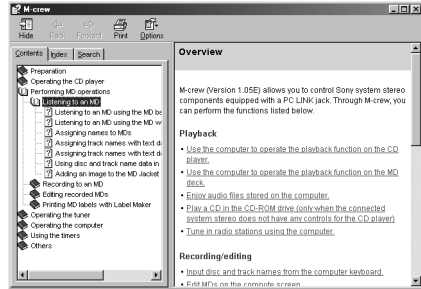 M-crew
Hide Back Forward Print Options
Contents Index Search
Preparation
Operating the CD player
Performing MD operations
Listening to an MD
Listening to an MD using the MD be
Listening to an MD using the MD w
Assigning names to MDs
Assigning track names with text d
Assigning track names with text d
Using disc and track name data in
Adding an image to the MD Jacket
Recording to an MD
Editing recorded MDs
Printing MD labels with Label Maker
Operating the tuner
Operating the computer
Using the timers
Others
Overview
M-crew (Version 1.05E) allows you to control Sony system stereo
components equipped with a PC LINK jack. Through M-crew, you
can perform the functions listed below.
Playback
• Use the computer to operate the playback function on the CD
player.
• Use the computer to operate the playback function on the MD
deck.
• Enjoy audio files stored on the computer.
• Play a CD in the CD-ROM drive (only when the connected
system stereo does not have any controls for the CD player)
• Tune in radio stations using the computer.
Recording/editing
• Input disc and track names from the computer keyboard.
• Edit MDs on the compute screen.